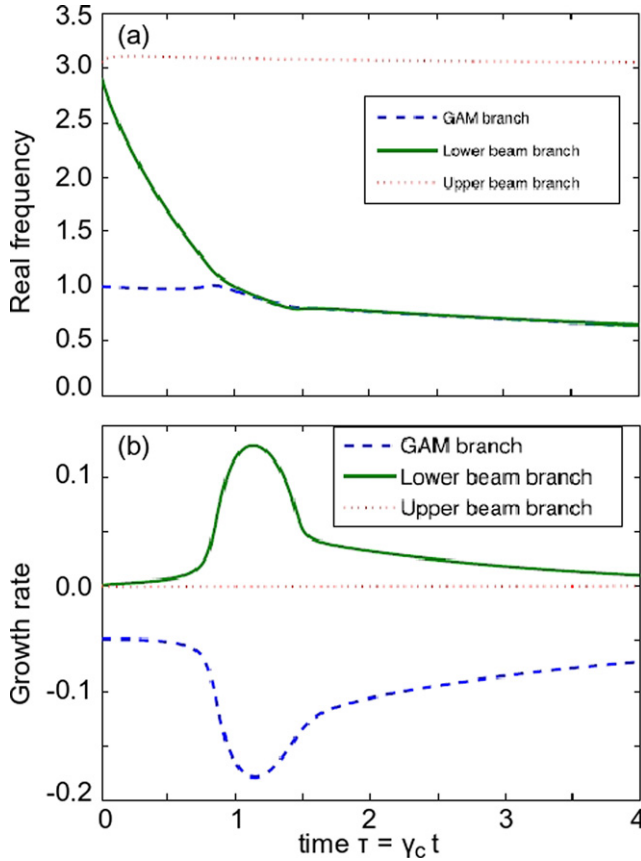 3.5
(a)
3.0
2.5
2.0
1.5
1.0
0.5
0.0
Real frequency
GAM branch
Lower beam branch
Upper beam branch
(b)
0.1
0.0
-0.1
-0.2
Growth rate
GAM branch
Lower beam branch
Upper beam branch
0 1 2 3 4
time τ = γc t